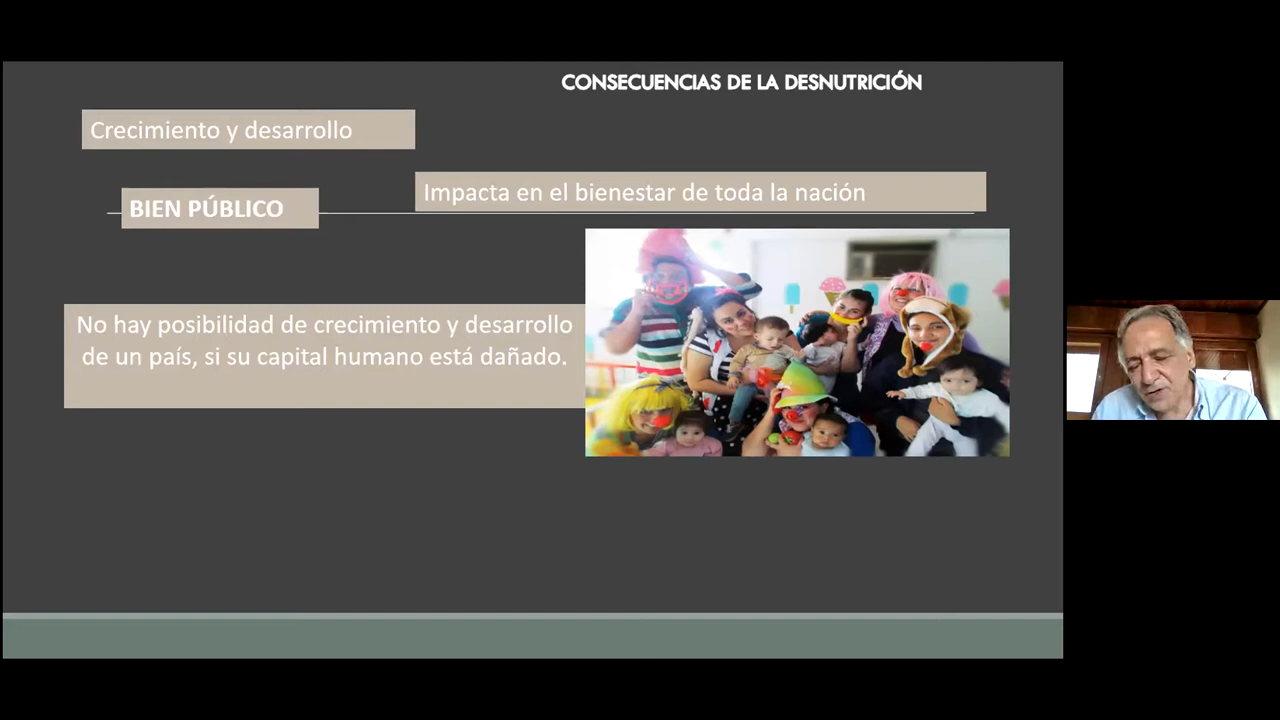 CONSECUENCIAS DE LA DESNUTRICIÓN
Crecimiento y desarrollo
Impacta en el bienestar de toda la nación
BIEN PÚBLICO
No hay posibilidad de crecimiento y desarrollo
de un país, si su capital humano está dañado.